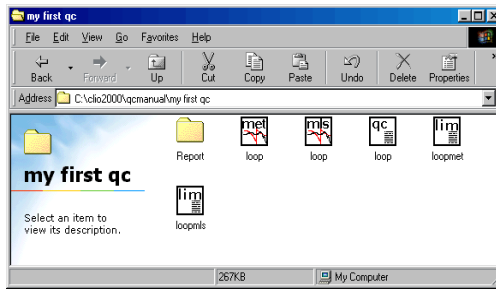 my first qc
File Edit View Go Favorites Help
Back Forward Up Cut Copy Paste Undo Delete Properties
Address C:\clio2000\qcmanual\my first qc
my first qc
Select an item to
view its description.
Report
met
loop
mls
loop
qc
loop
lim
loopmet
lim
loopmls
267KB My Computer